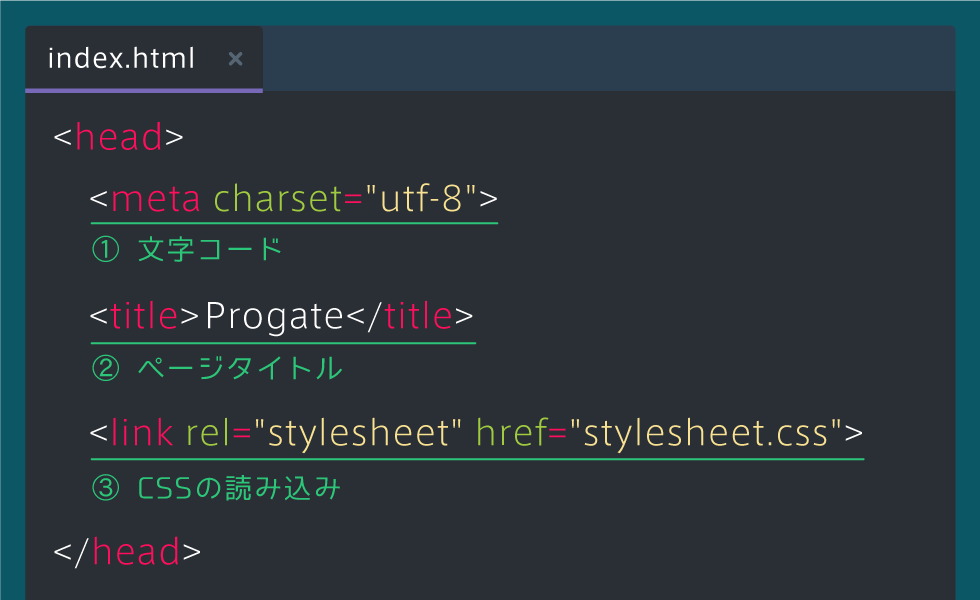 index.html ×
<head>
<meta charset="utf-8">
① 文字コード
<title>Progate</title>
② ページタイトル
<link rel="stylesheet" href="stylesheet.css">
③ CSSの読み込み
</head>